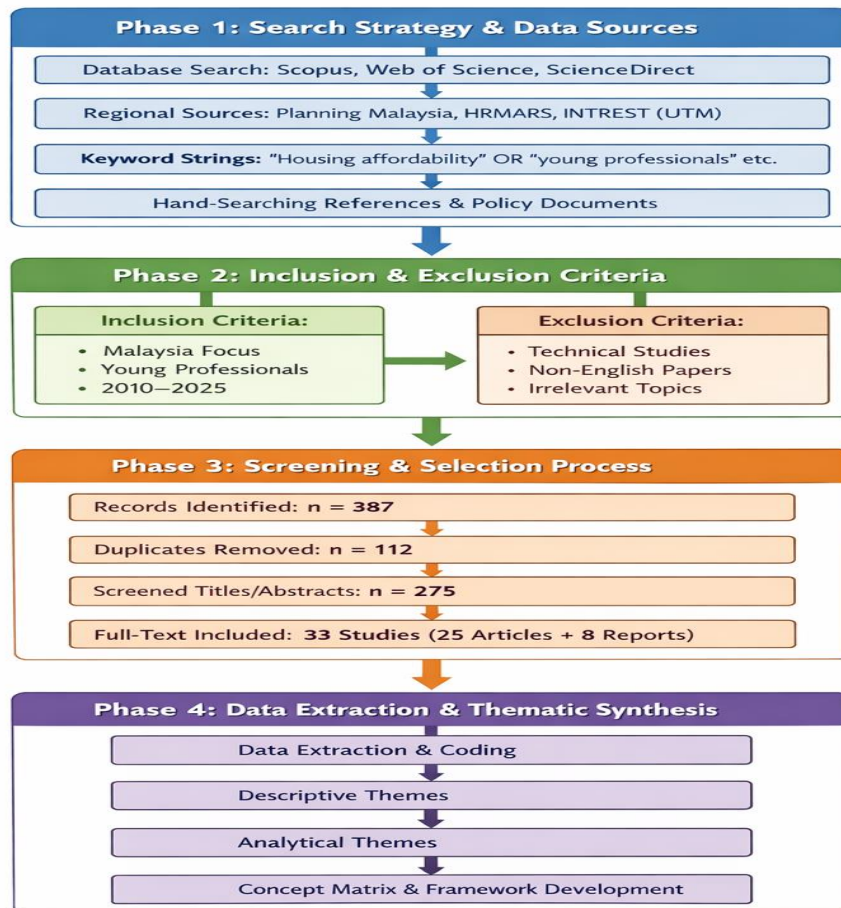 Phase 1: Search Strategy & Data Sources
Database Search: Scopus, Web of Science, ScienceDirect
Regional Sources: Planning Malaysia, HRMARS, INTREST (UTM)
Keyword Strings: "Housing affordability" OR "young professionals" etc.
Hand-Searching References & Policy Documents
Phase 2: Inclusion & Exclusion Criteria
Inclusion Criteria:
• Malaysia Focus
• Young Professionals
• 2010–2025
Exclusion Criteria:
• Technical Studies
• Non-English Papers
• Irrelevant Topics
Phase 3: Screening & Selection Process
Records Identified: n = 387
Duplicates Removed: n = 112
Screened Titles/Abstracts: n = 275
Full-Text Included: 33 Studies (25 Articles + 8 Reports)
Phase 4: Data Extraction & Thematic Synthesis
Data Extraction & Coding
Descriptive Themes
Analytical Themes
Concept Matrix & Framework Development